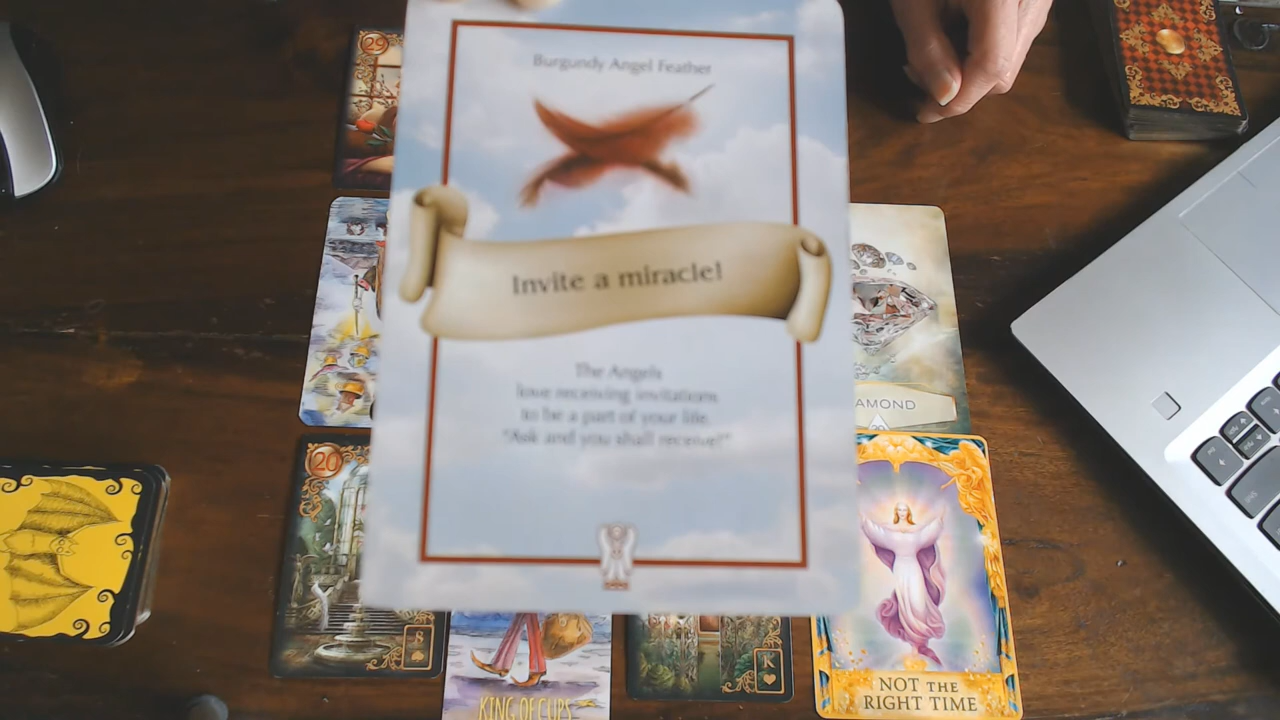 29
Burgundy Angel Feather
Invite a miracle!
The Angels
love receiving invitations
to be a part of your life.
"Ask and you shall receive!"
AMOND
20
8
KING OF CUPS
K
NOT THE
RIGHT TIME